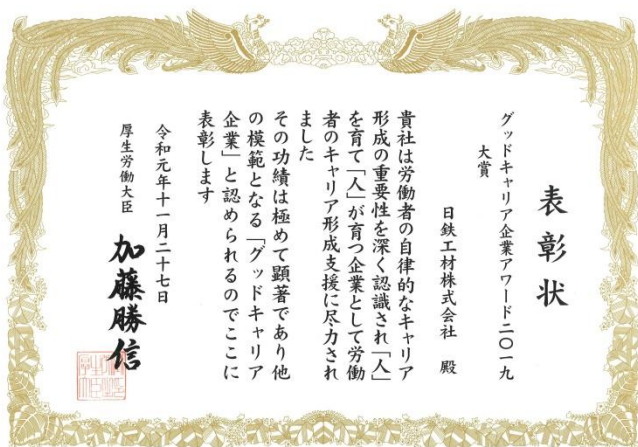 表彰状
グッドキャリア企業アワード二〇一九
大賞
日鉄工材株式会社 殿
貴社は労働者の自律的なキャリア
形成の重要性を深く認識され「人」
を育て「人」が育つ企業として労働
者のキャリア形成支援に尽力され
ました
その功績は極めて顕著であり他
の模範となる「グッドキャリア
企業」と認められるのでここに
表彰します
令和元年十一月二十七日
厚生労働大臣 加藤勝信